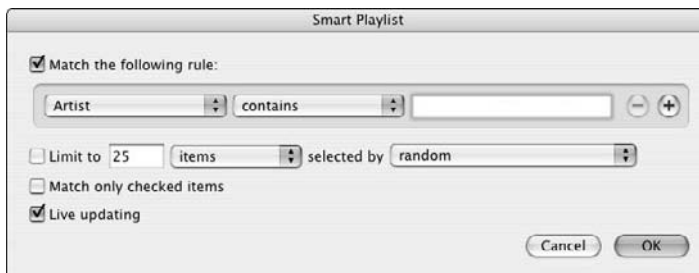 Smart Playlist
Match the following rule:
Artist contains
Limit to 25 items selected by random
Match only checked items
Live updating
Cancel OK